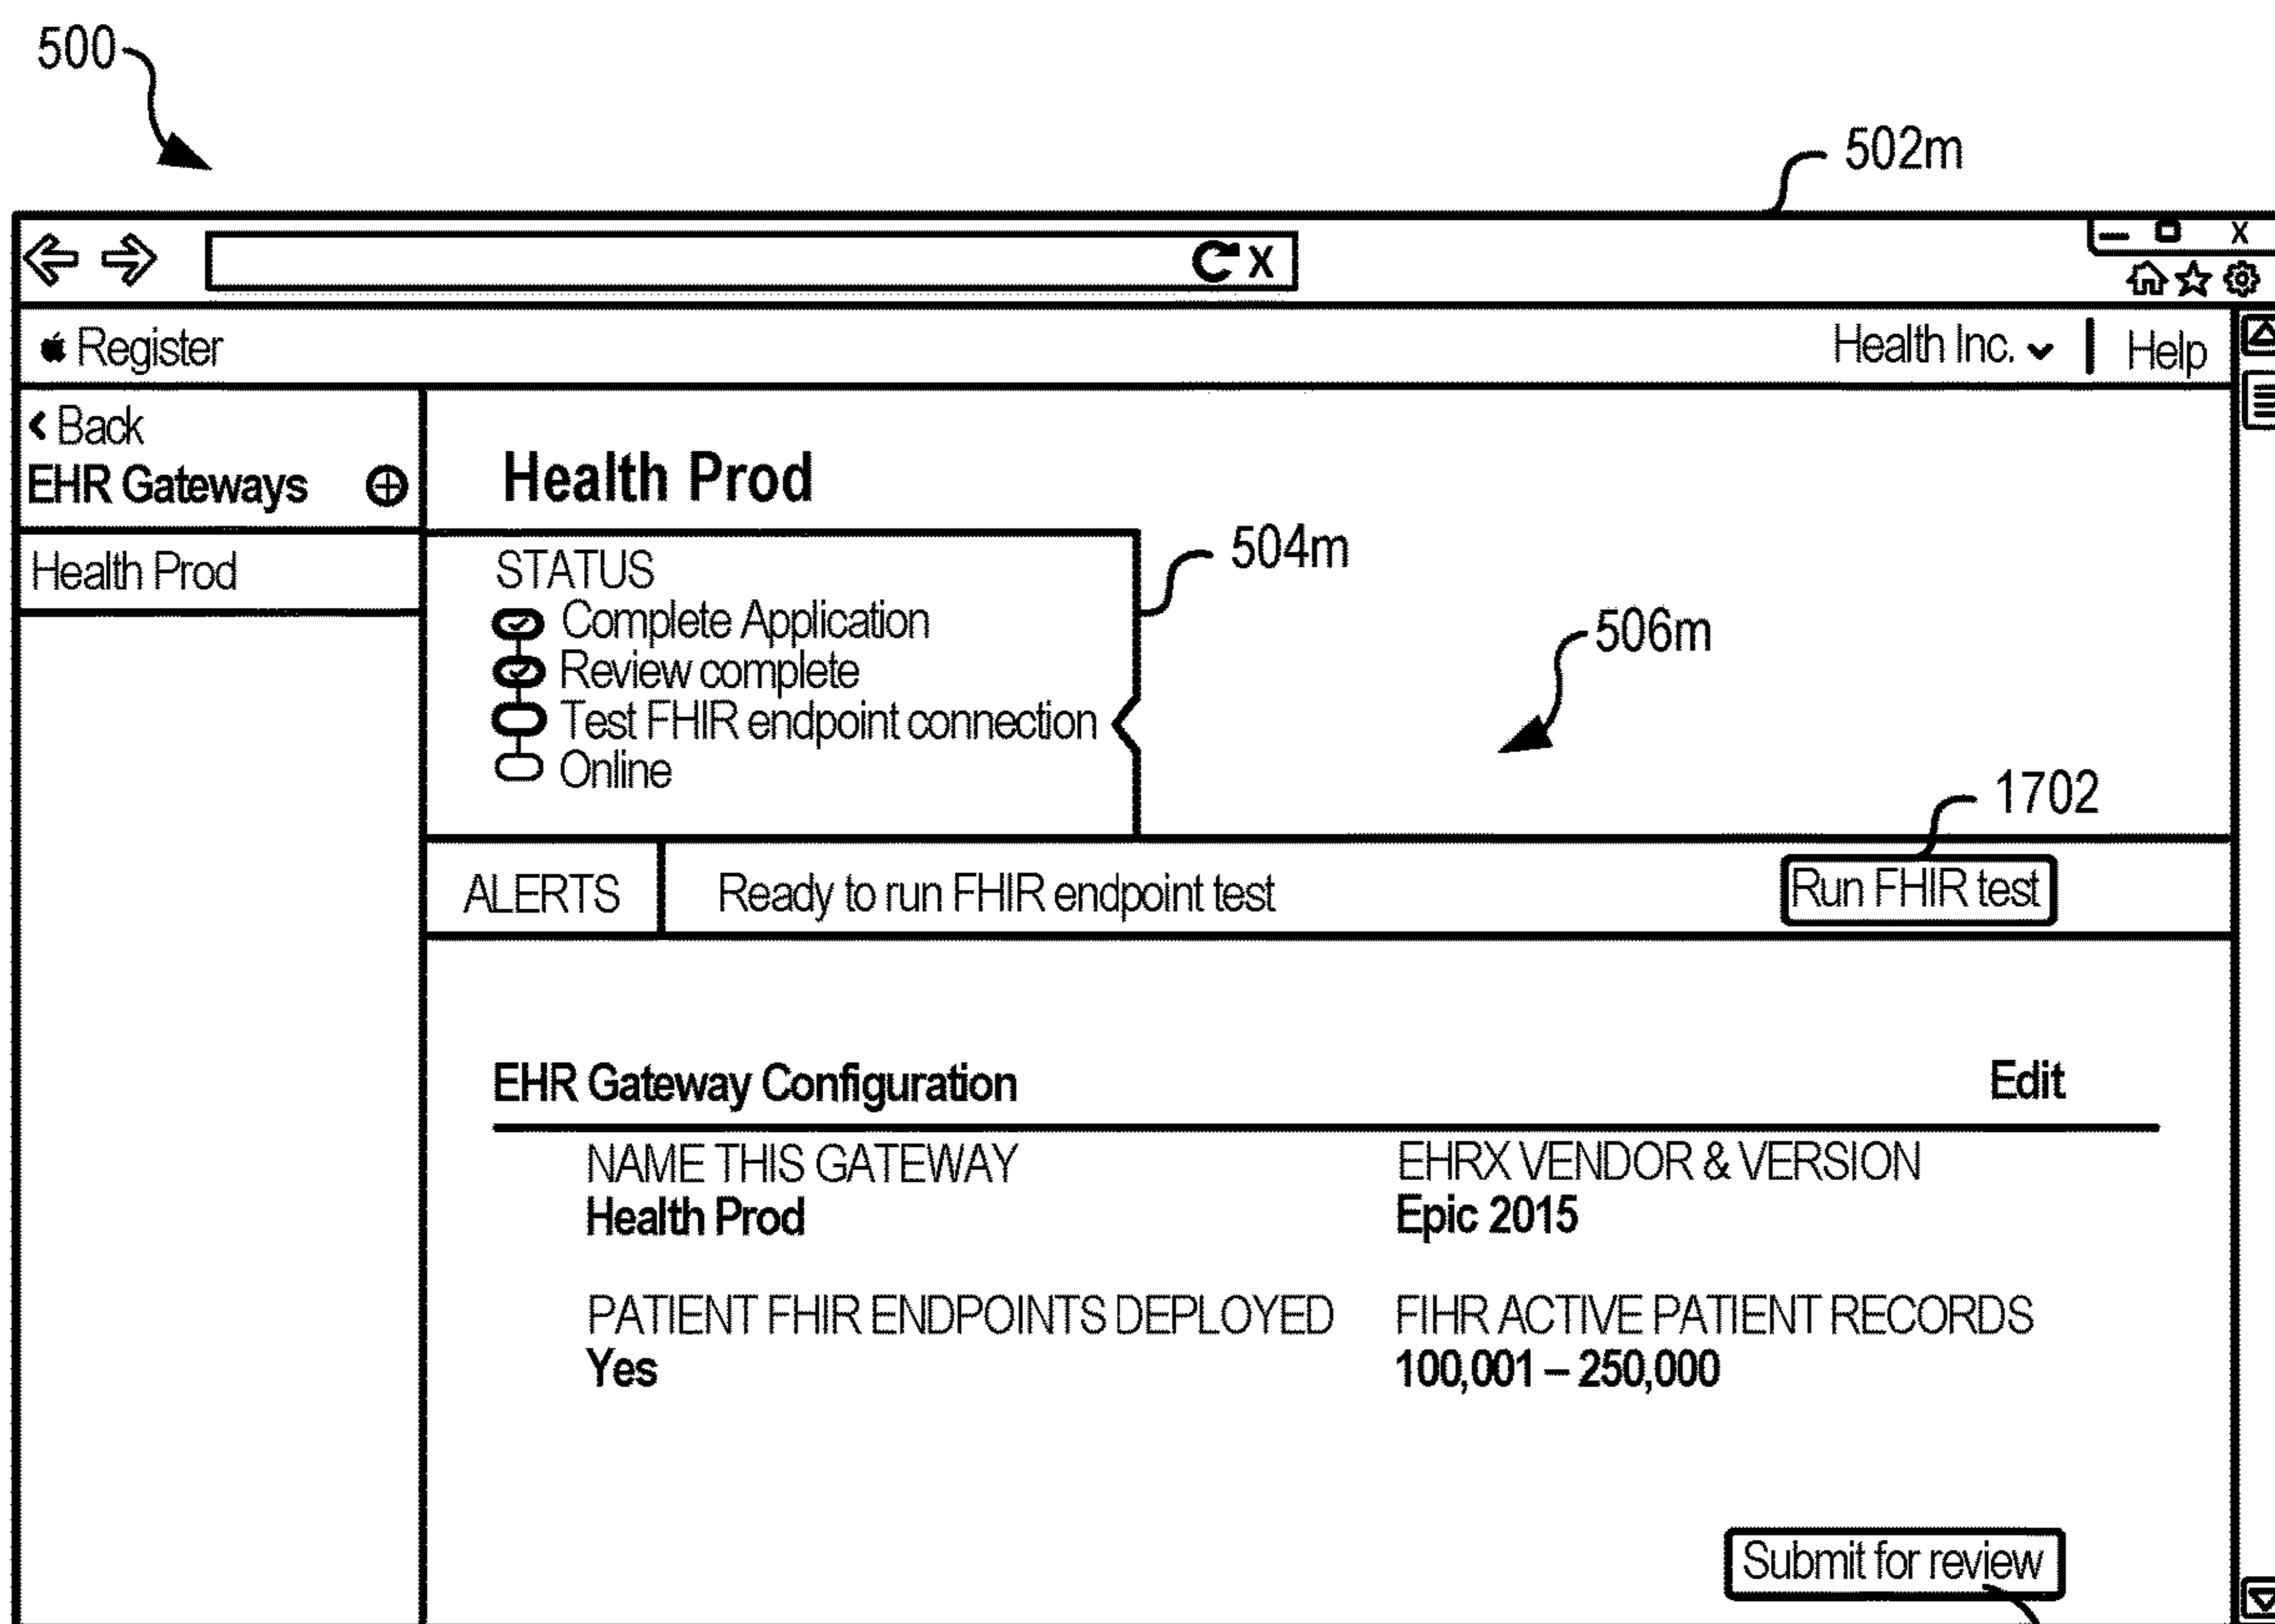 500
502m
X
X
Register
Health Inc.
Help
Back
EHR Gateways
Health Prod
Health Prod
STATUS
504m
Complete Application
506m
Review complete
Test FHIR endpoint connection
Online
1702
ALERTS
Ready to run FHIR endpoint test
Run FHIR test
EHR Gateway Configuration
Edit
NAME THIS GATEWAY
EHRX VENDOR & VERSION
Health Prod
Epic 2015
PATIENT FHIR ENDPOINTS DEPLOYED
FIHR ACTIVE PATIENT RECORDS
Yes
100,001 – 250,000
Submit for review